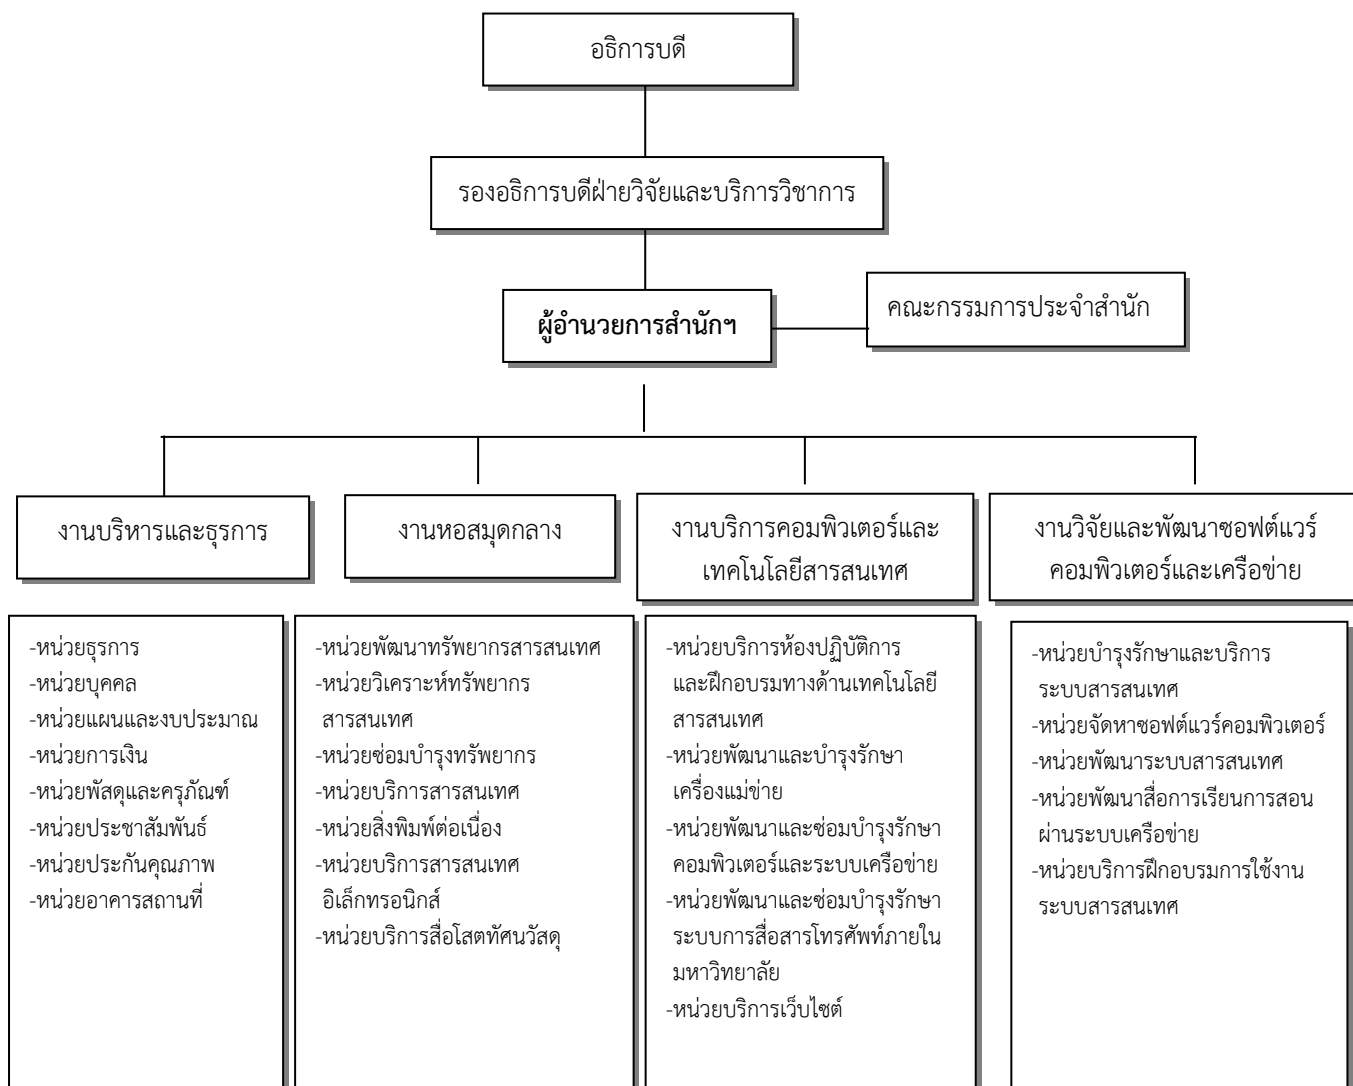 อธิการบดี
รองอธิการบดีฝ่ายวิจัยและบริการวิชาการ
ผู้อำนวยการสำนักฯ
คณะกรรมการประจำสำนัก
งานบริหารและธุรการ
-หน่วยธุรการ
-หน่วยบุคคล
-หน่วยแผนและงบประมาณ
-หน่วยการเงิน
-หน่วยพัสดุและครุภัณฑ์
-หน่วยประชาสัมพันธ์
-หน่วยประกันคุณภาพ
-หน่วยอาคารสถานที่
งานหอสมุดกลาง
-หน่วยพัฒนาทรัพยากรสารสนเทศ
-หน่วยวิเคราะห์ทรัพยากร
สารสนเทศ
-หน่วยซ่อมบำรุงทรัพยากร
-หน่วยบริการสารสนเทศ
-หน่วยสิ่งพิมพ์ต่อเนื่อง
-หน่วยบริการสารสนเทศ
อิเล็กทรอนิกส์
-หน่วยบริการสื่อโสตทัศนวัสดุ
งานบริการคอมพิวเตอร์และ
เทคโนโลยีสารสนเทศ
-หน่วยบริการห้องปฏิบัติการ
และฝึกอบรมทางด้านเทคโนโลยี
สารสนเทศ
-หน่วยพัฒนาและบำรุงรักษา
เครื่องแม่ข่าย
-หน่วยพัฒนาและซ่อมบำรุงรักษา
คอมพิวเตอร์และระบบเครือข่าย
-หน่วยพัฒนาและซ่อมบำรุงรักษา
ระบบการสื่อสารโทรศัพท์ภายใน
มหาวิทยาลัย
-หน่วยบริการเว็บไซต์
งานวิจัยและพัฒนาซอฟต์แวร์
คอมพิวเตอร์และเครือข่าย
-หน่วยบำรุงรักษาและบริการ
ระบบสารสนเทศ
-หน่วยจัดหาซอฟต์แวร์คอมพิวเตอร์
-หน่วยพัฒนาระบบสารสนเทศ
-หน่วยพัฒนาสื่อการเรียนการสอน
ผ่านระบบเครือข่าย
-หน่วยบริการฝึกอบรมการใช้งาน
ระบบสารสนเทศ